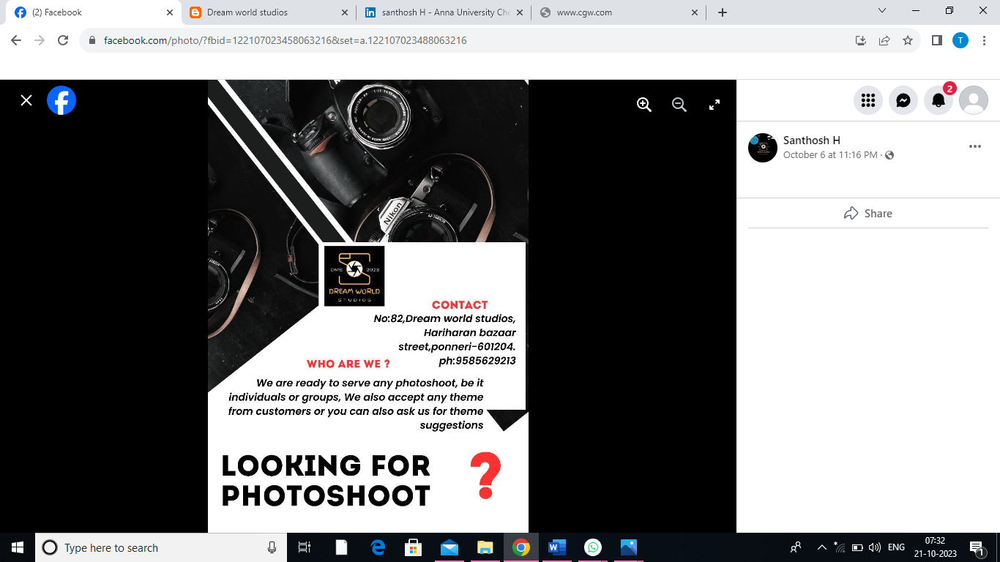 (2) Facebook
Dream world studios
santhosh H - Anna University Che
www.cgw.com
facebook.com/photo/?fbid=122107023458063216&set=a.122107023488063216
T
2
Santhosh H
October 6 at 11:16 PM
Share
Nikon
DMS 2023
DREAM WORLD
STUDIOS
CONTACT
No:82,Dream world studios,
Hariharan bazaar
street,ponneri-601204.
ph:9585629213
WHO ARE WE ?
We are ready to serve any photoshoot, be it
individuals or groups, We also accept any theme
from customers or you can also ask us for theme
suggestions
LOOKING FOR
PHOTOSHOOT ?
Type here to search
ENG
07:32
21-10-2023
1